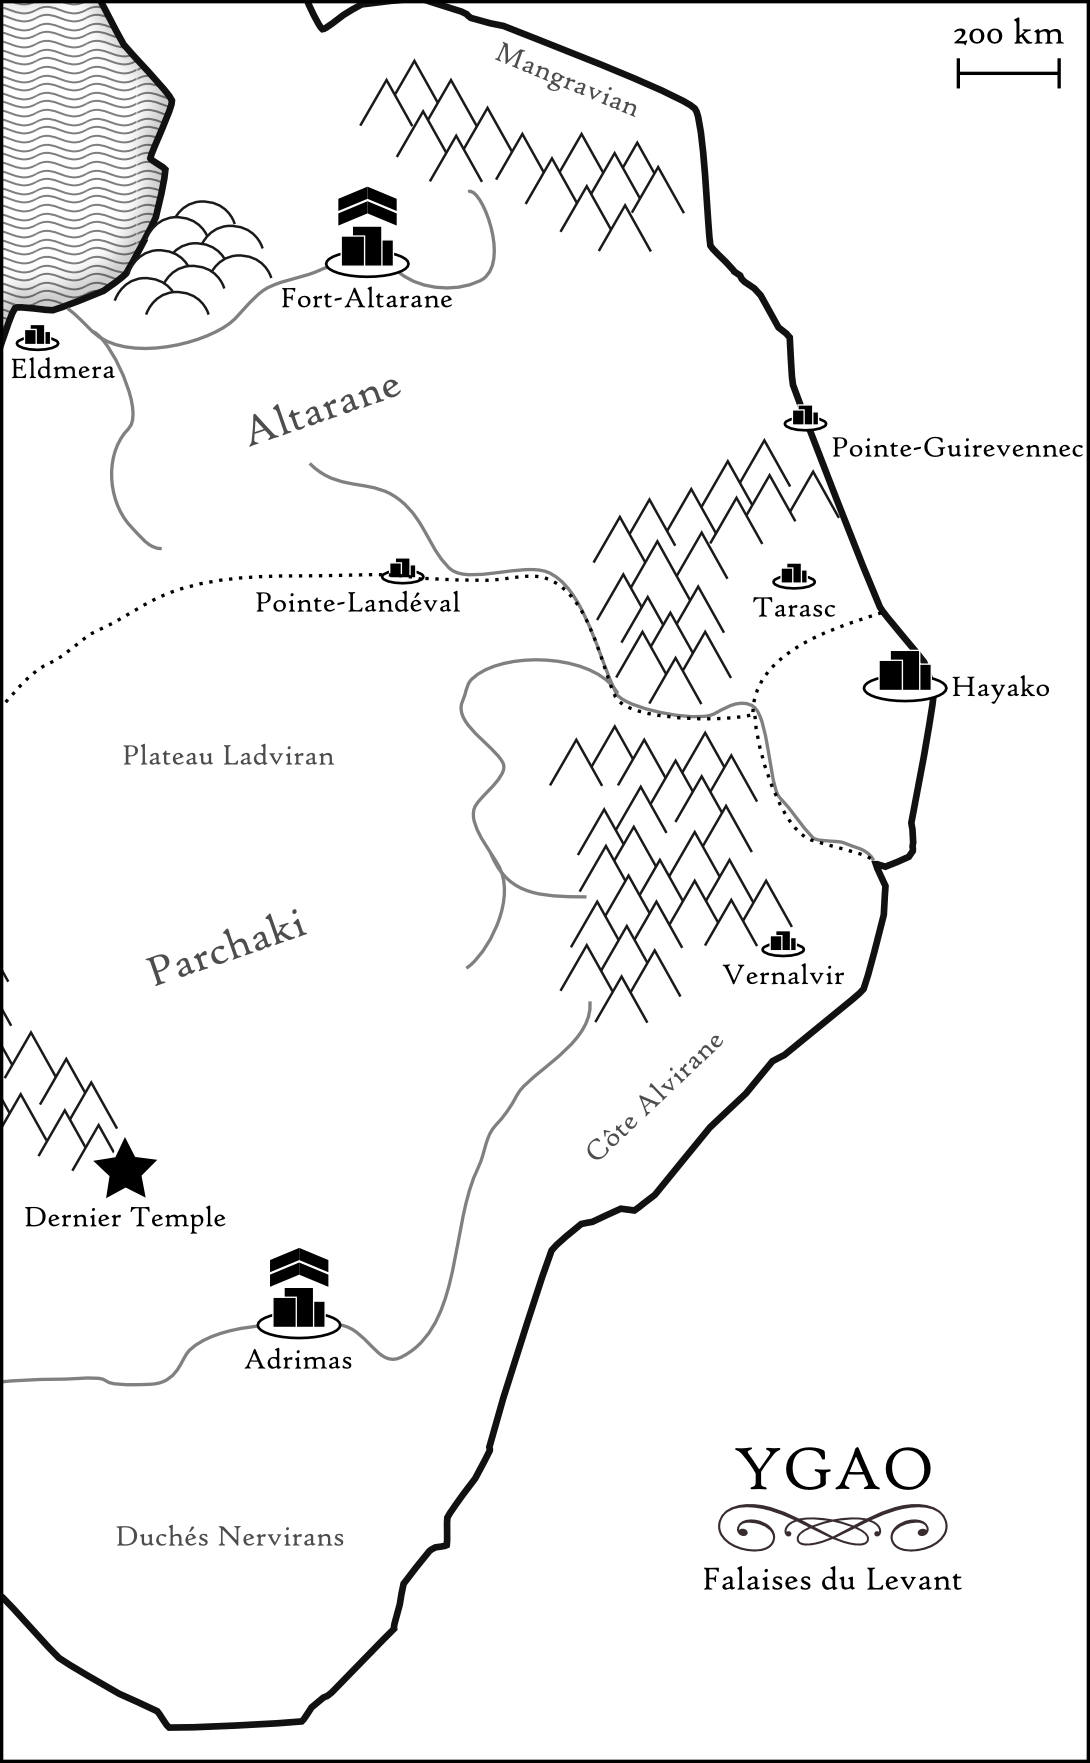 200 km
Mangravian
Fort-Altarane
Eldmera
Altarane
Pointe-Guirevennec
Pointe-Landéval
Tarasc
Hayako
Plateau Ladviran
Parchaki
Vernalvir
Côte Alvirane
Dernier Temple
Adrimas
YGAO
Duchés Nervirans
Falaises du Levant